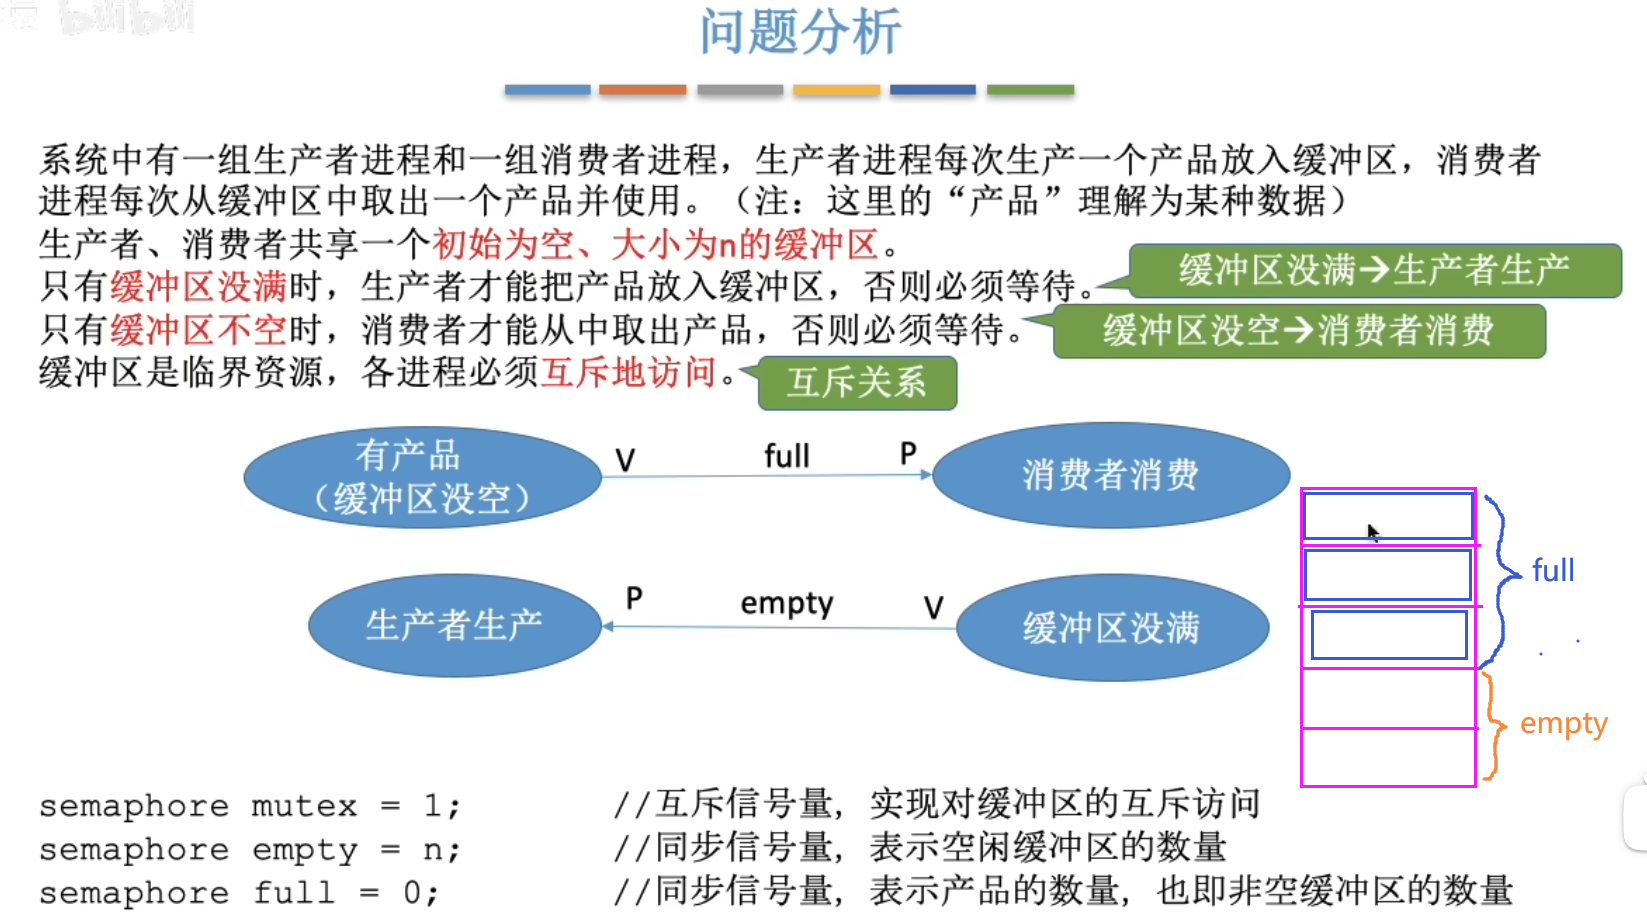 bilibili
问题分析
系统中有一组生产者进程和一组消费者进程，生产者进程每次生产一个产品放入缓冲区，消费者
进程每次从缓冲区中取出一个产品并使用。（注：这里的“产品”理解为某种数据）
生产者、消费者共享一个初始为空、大小为n的缓冲区。
只有缓冲区没满时，生产者才能把产品放入缓冲区，否则必须等待。
缓冲区没满→生产者生产
只有缓冲区不空时，消费者才能从中取出产品，否则必须等待。
缓冲区没空→消费者消费
缓冲区是临界资源，各进程必须互斥地访问。
互斥关系
有产品
（缓冲区没空）
V full P
消费者消费
生产者生产
P empty V
缓冲区没满
full
empty
semaphore mutex = 1; //互斥信号量，实现对缓冲区的互斥访问
semaphore empty = n; //同步信号量，表示空闲缓冲区的数量
semaphore full = 0; //同步信号量，表示产品的数量，也即非空缓冲区的数量